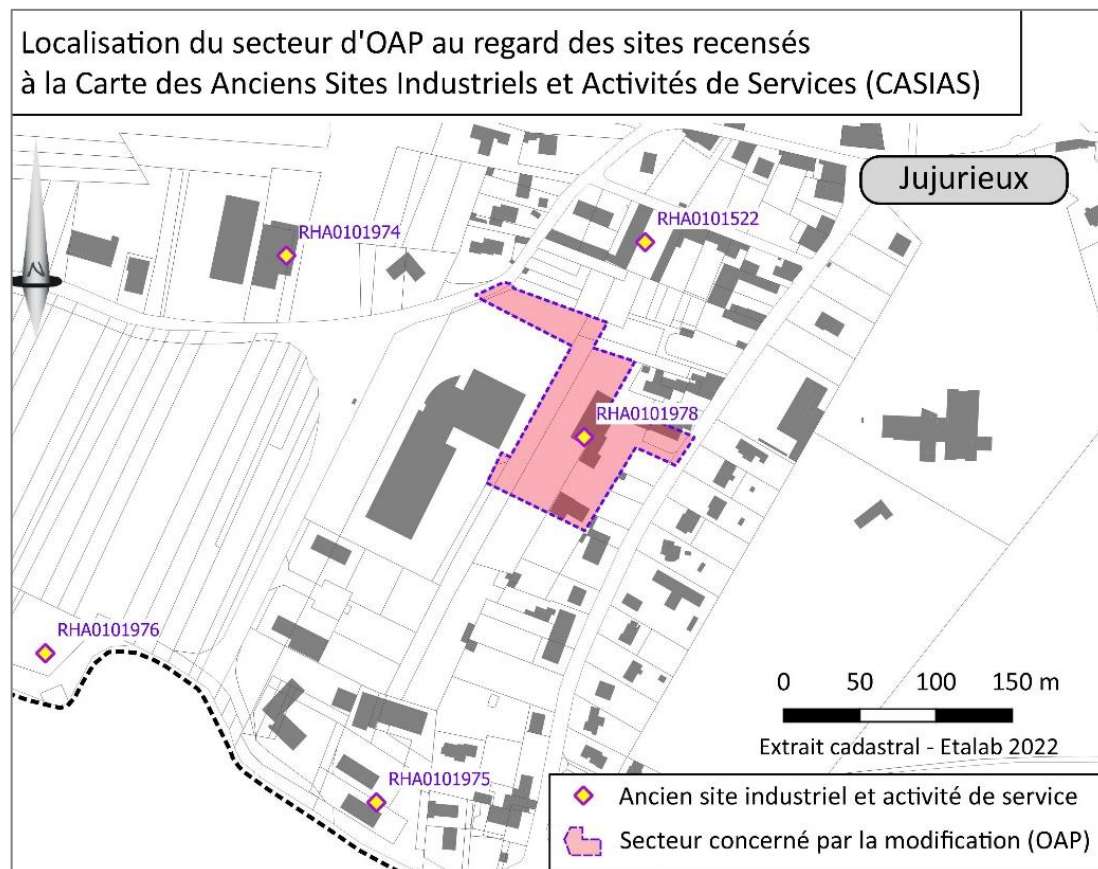 Localisation du secteur d'OAP au regard des sites recensés
à la Carte des Anciens Sites Industriels et Activités de Services (CASIAS)
Jujurieux
RHA0101522
RHA0101974
N
RHA0101978
RHA0101976
RHA0101975
0 50 100 150 m
Extrait cadastral - Etalab 2022
Ancien site industriel et activité de service
Secteur concerné par la modification (OAP)